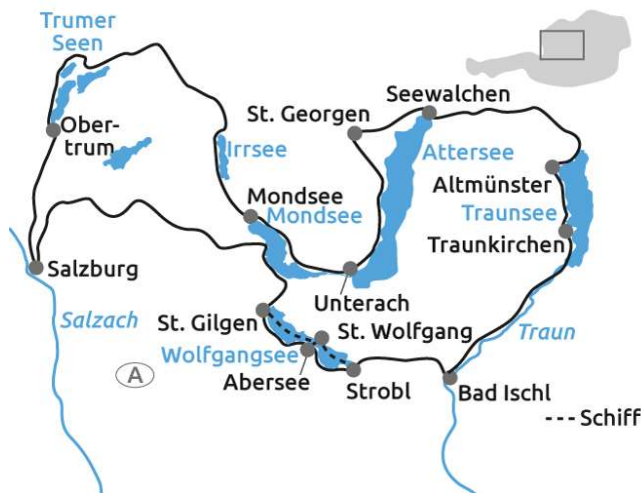 Trumer
Seen
Seewalchen
St. Georgen
Ober-
trum
Irrsee
Attersee
Altmünster
Mondsee
Mondsee
Traunsee
Traunkirchen
Salzburg
Unterach
Salzach
St. Gilgen
St. Wolfgang
Traun
Wolfgangsee
A
Abersee
Strobl
Bad Ischl
Schiff